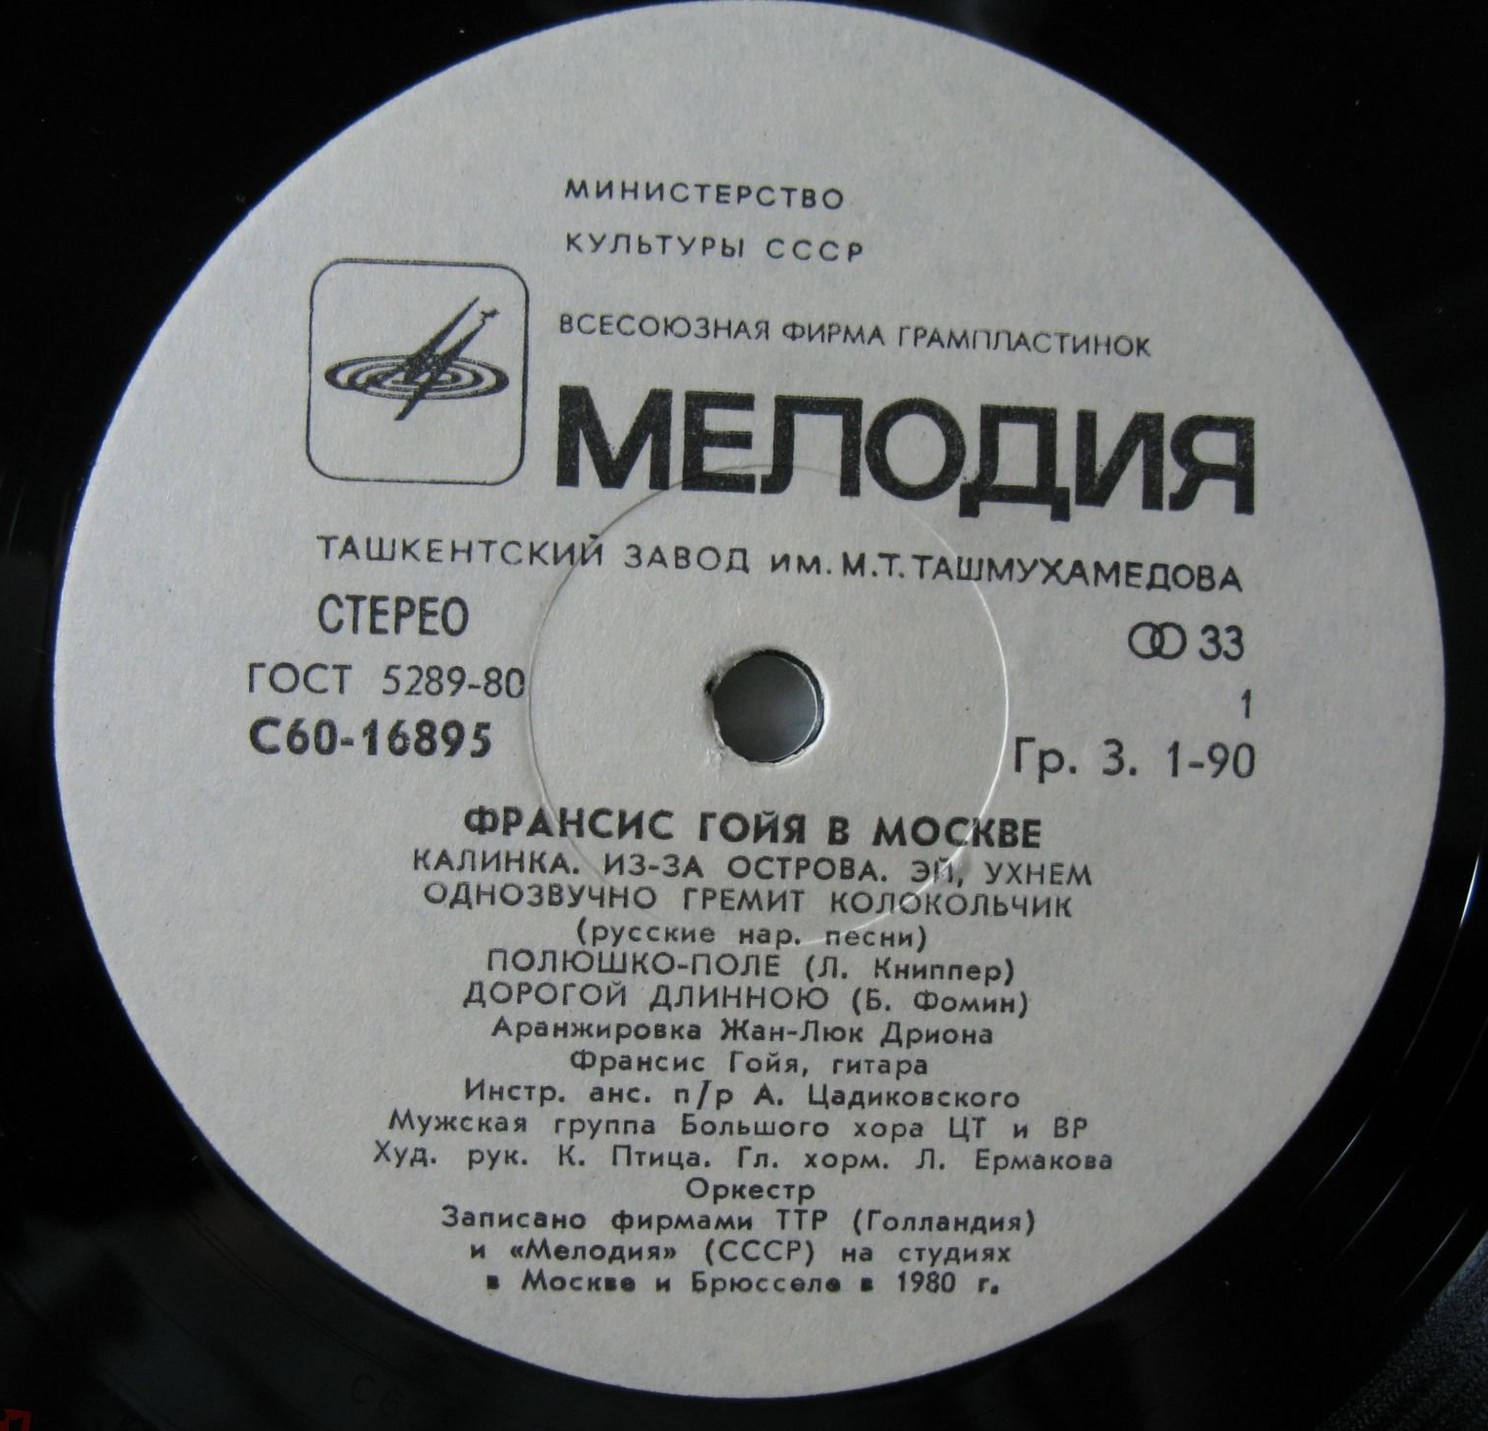 МИНИСТЕРСТВО
КУЛЬТУРЫ СССР
ВСЕСОЮЗНАЯ ФИРМА ГРАМПЛАСТИНОК
МЕЛОДИЯ
ТАШКЕНТСКИЙ ЗАВОД им. М.Т. ТАШМУХАМЕДОВА
СТЕРЕО
33
ГОСТ 5289-80
1
С60-16895
Гр. 3. 1-90
ФРАНСИС ГОЙЯ В МОСКВЕ
КАЛИНКА. ИЗ-ЗА ОСТРОВА. ЭЙ, УХНЕМ
ОДНОЗВУЧНО ГРЕМИТ КОЛОКОЛЬЧИК
(русские нар. песни)
ПОЛЮШКО-ПОЛЕ (Л. Книппер)
ДОРОГОЙ ДЛИННОЮ (Б. Фомин)
Аранжировка Жан-Люк Дриона
Франсис Гойя, гитара
Инстр. анс. п/р А. Цадиковского
Мужская группа Большого хора ЦТ и ВР
Худ. рук. К. Птица. Гл. хорм. Л. Ермакова
Оркестр
Записано фирмами ТТР (Голландия)
и «Мелодия» (СССР) на студиях
в Москве и Брюсселе в 1980 г.